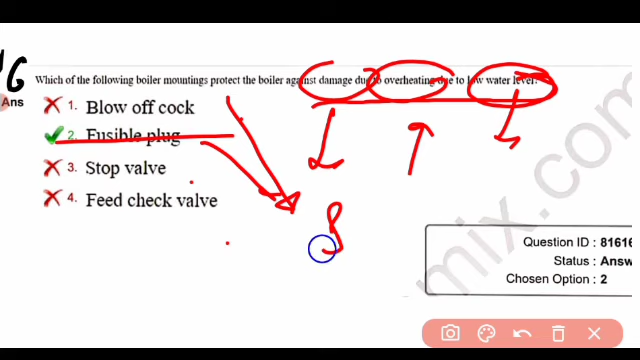 Which of the following boiler mountings protect the boiler against damage due to overheating due to low water level?
Ans
1. Blow off cock
2. Fusible plug
3. Stop valve
4. Feed check valve
Question ID : 81616
Status : Answ
Chosen Option : 2
mix.com